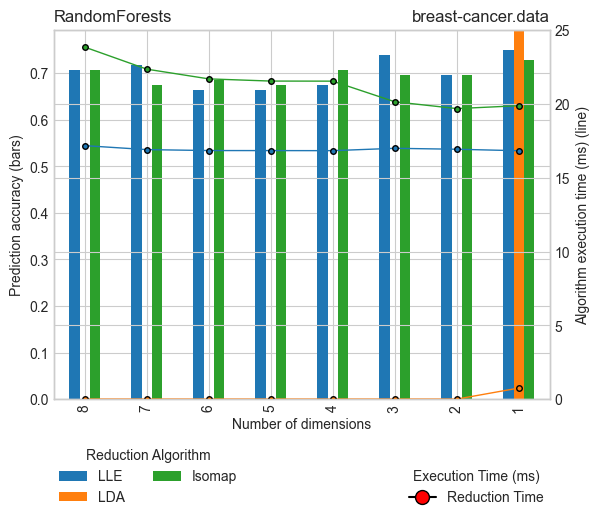 RandomForests
breast-cancer.data
Prediction accuracy (bars)
0.7
0.6
0.5
0.4
0.3
0.2
0.1
0.0
25
20
15
10
5
0
Algorithm execution time (ms) (line)
8 7 6 5 4 3 2 1
Number of dimensions
Reduction Algorithm
LLE Isomap
LDA
Execution Time (ms)
Reduction Time